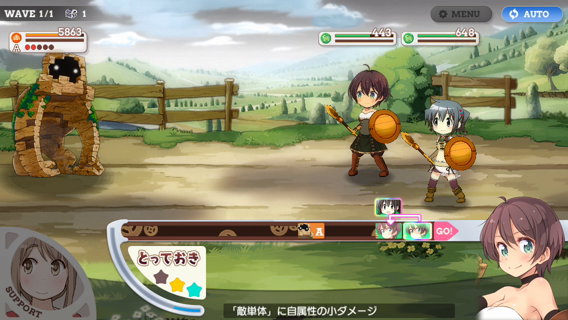 WAVE 1/1 1
MENU
AUTO
5863
A
443
648
A
GO!
とっておき
SUPPORT
「敵単体」に自属性の小ダメージ